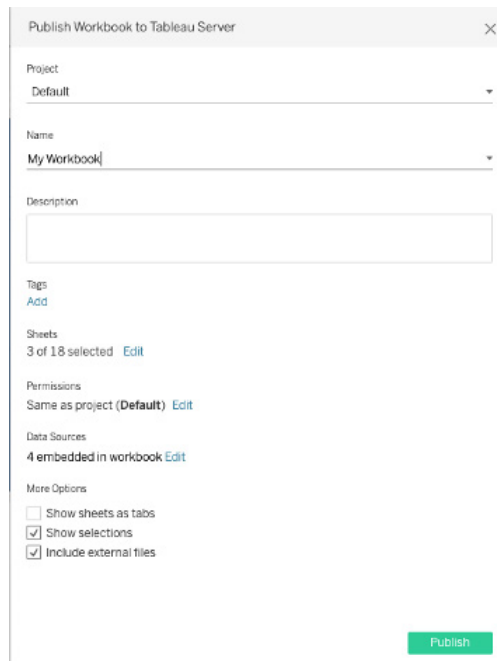 Publish Workbook to Tableau Server
Project
Default
Name
My Workbook
Description
Tags
Add
Sheets
3 of 18 selected Edit
Permissions
Same as project (Default) Edit
Data Sources
4 embedded in workbook Edit
More Options
Show sheets as tabs
Show selections
Include external files
Publish